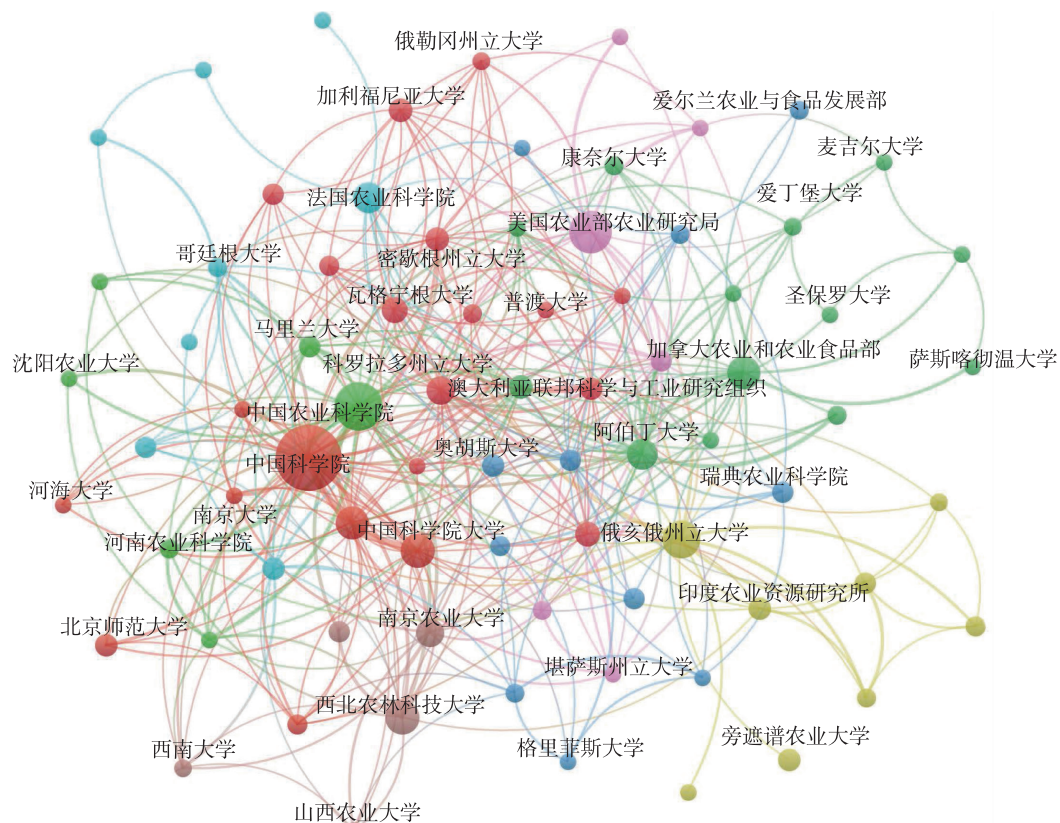 俄勒冈州立大学
加利福尼亚大学
爱尔兰农业与食品发展部
麦吉尔大学
康奈尔大学
爱丁堡大学
法国农业科学院
美国农业部农业研究局
哥廷根大学
密歇根州立大学
瓦格宁根大学
普渡大学
圣保罗大学
马里兰大学
加拿大农业和农业食品部
萨斯喀彻温大学
沈阳农业大学
科罗拉多州立大学
澳大利亚联邦科学与工业研究组织
中国农业科学院
阿伯丁大学
奥胡斯大学
中国科学院
瑞典农业科学院
河海大学
南京大学
中国科学院大学
俄亥俄州立大学
河南农业科学院
印度农业资源研究所
南京农业大学
北京师范大学
堪萨斯州立大学
西北农林科技大学
旁遮谱农业大学
西南大学
格里菲斯大学
山西农业大学